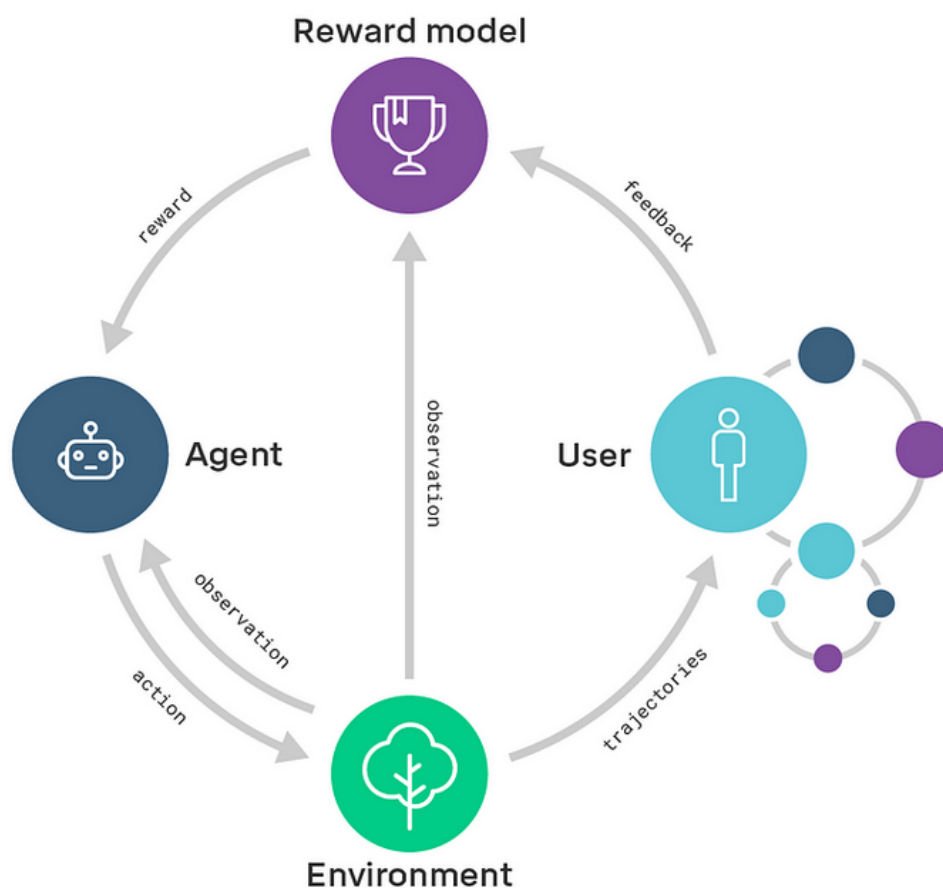 Reward model
reward
feedback
observation
Agent
User
observation
action
trajectories
Environment